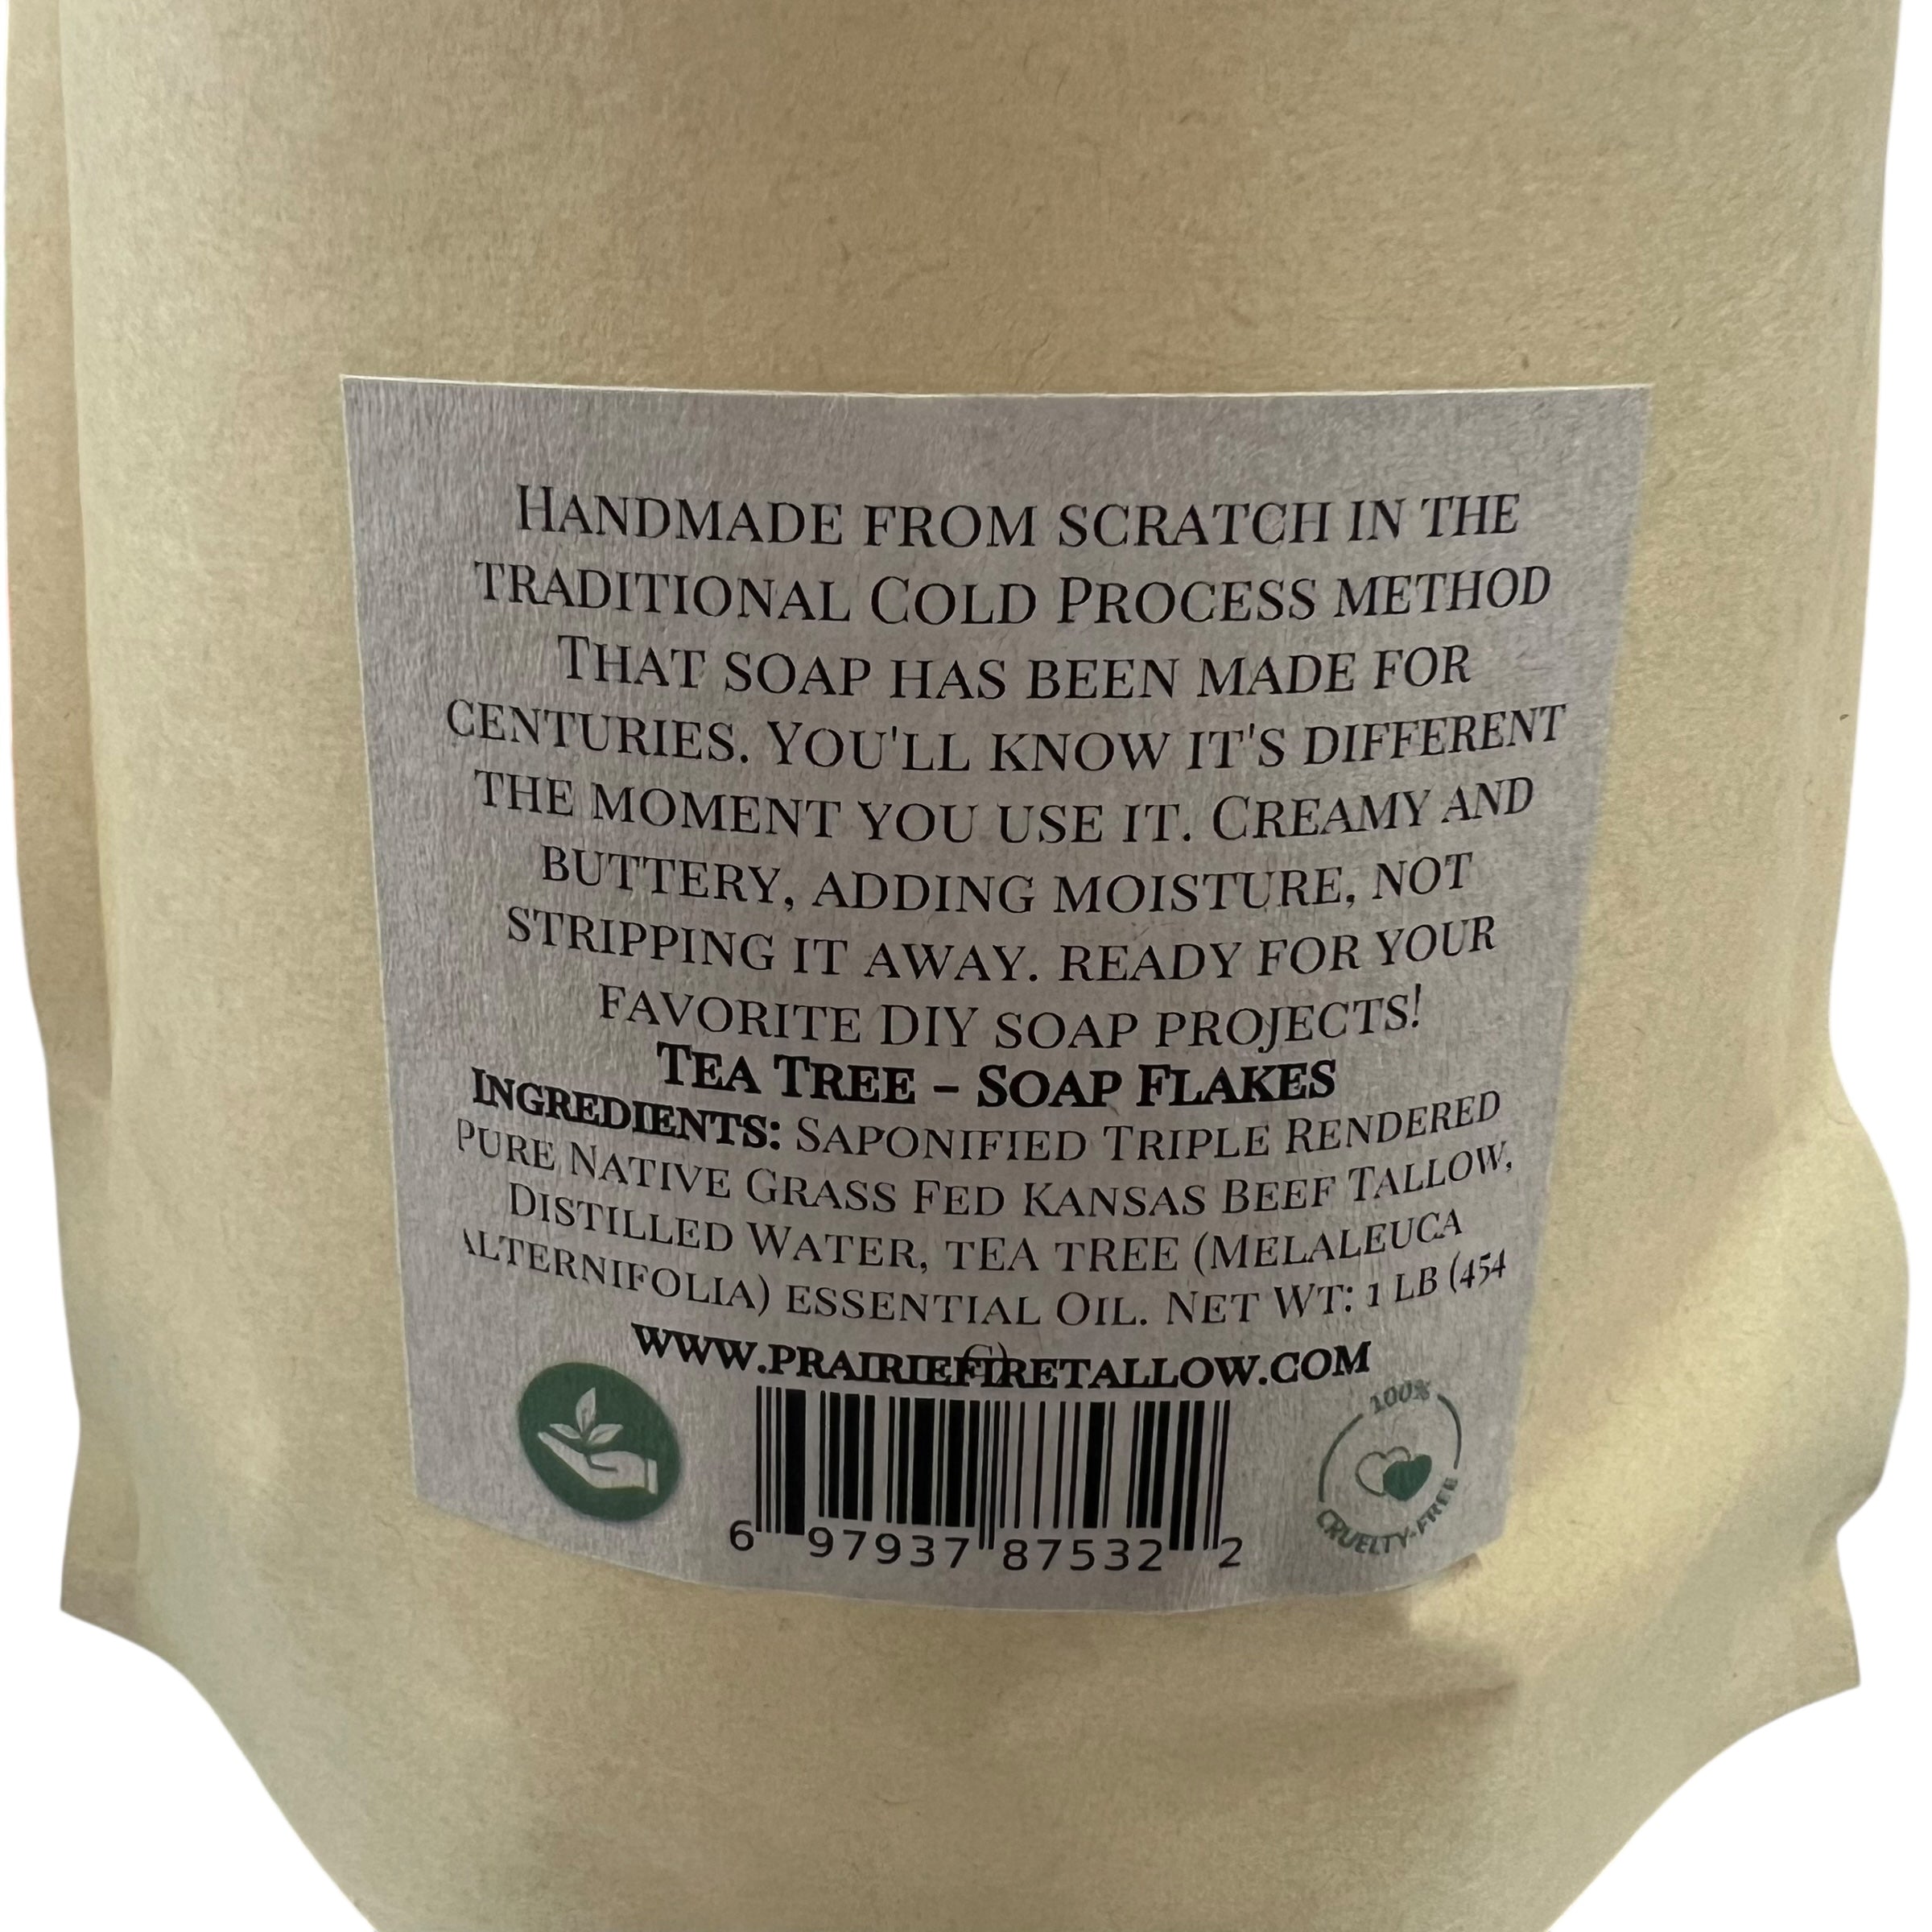 Handmade from scratch in the
traditional Cold Process method
That soap has been made for
centuries. You'll know it's different
the moment you use it. Creamy and
buttery, adding moisture, not
stripping it away. ready for your
favorite DIY soap projects!
Tea Tree – Soap Flakes
Ingredients: Saponified Triple Rendered
Pure Native Grass Fed Kansas Beef Tallow,
Distilled Water, tea tree (Melaleuca
alternifolia) essential Oil. Net Wt: 1 lb (454
G)
www.prairiefiretallow.com
100%
CRUELTY-FREE
6 97937 87532 2